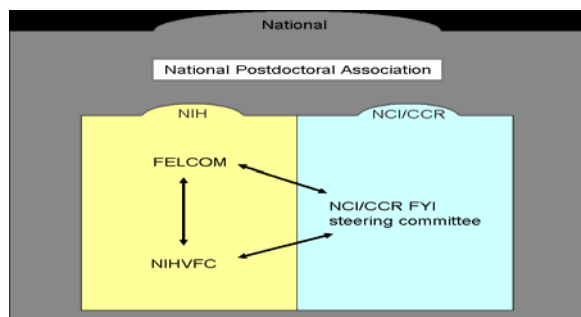 National
National Postdoctoral Association
NIH
NCI/CCR
FELCOM
NCI/CCR FYI
steering committee
NIHVFC